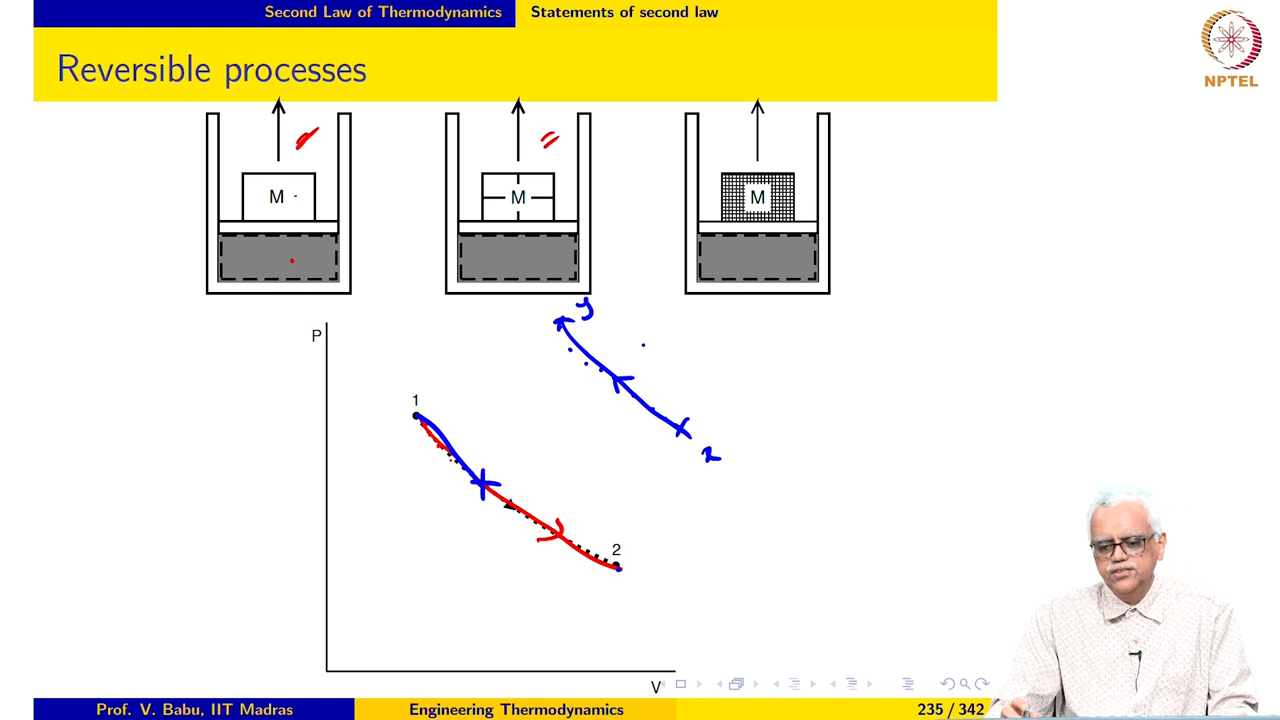 Second Law of Thermodynamics Statements of second law
Reversible processes
NPTEL
M M M
P
y
1
x
2
V
Prof. V. Babu, IIT Madras Engineering Thermodynamics 235 / 342